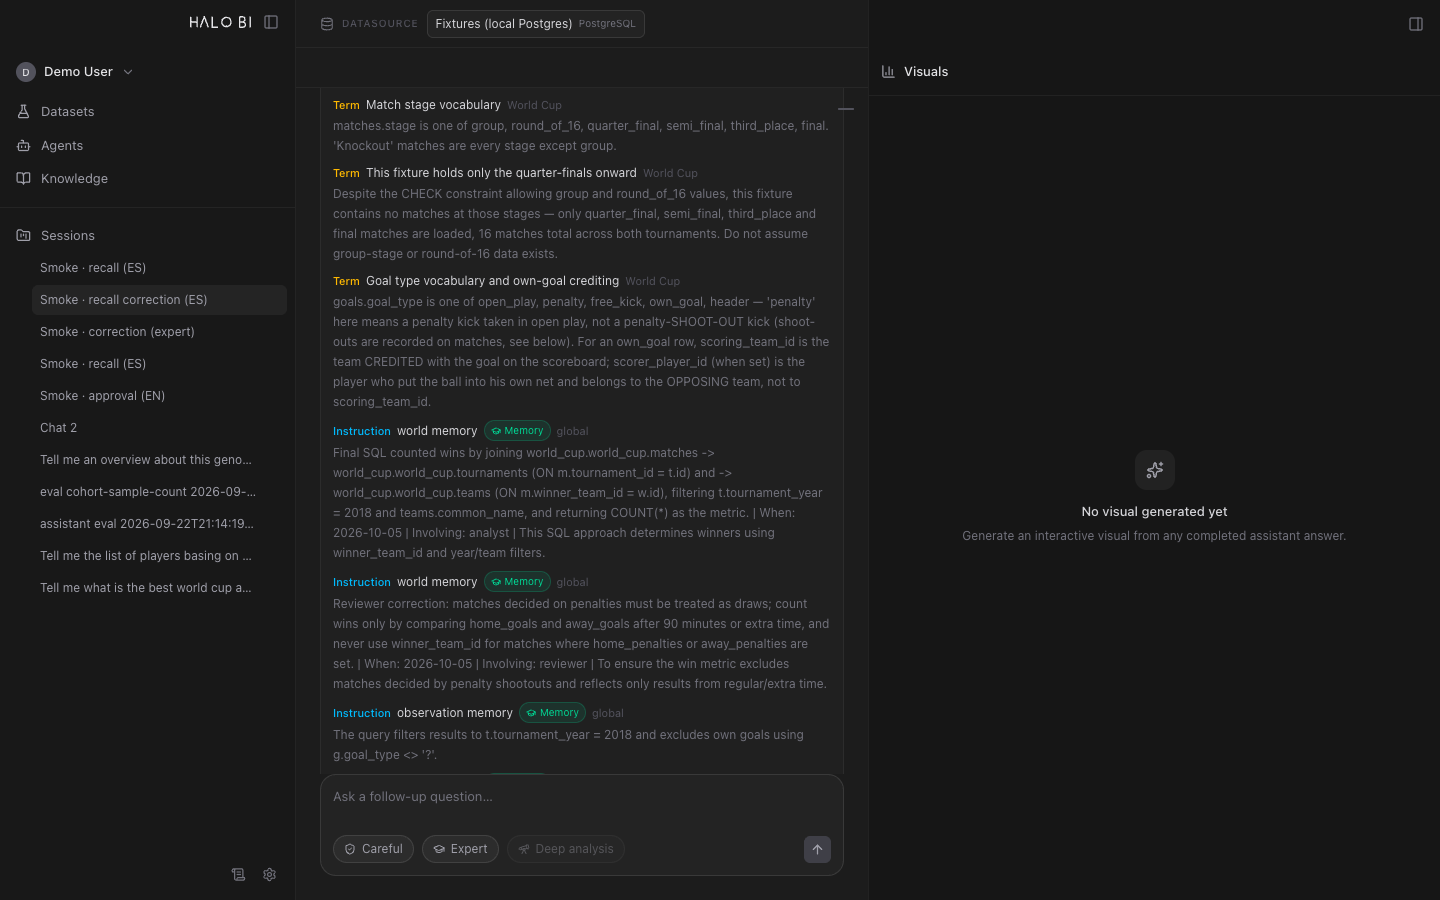 HALO BI
D Demo User
Datasets
Agents
Knowledge
Sessions
Smoke · recall (ES)
Smoke · recall correction (ES)
Smoke · correction (expert)
Smoke · recall (ES)
Smoke · approval (EN)
Chat 2
Tell me an overview about this geno...
eval cohort-sample-count 2026-09-...
assistant eval 2026-09-22T21:14:19...
Tell me the list of players basing on ...
Tell me what is the best world cup a...
DATASOURCE Fixtures (local Postgres) PostgreSQL
Term Match stage vocabulary World Cup
matches.stage is one of group, round_of_16, quarter_final, semi_final, third_place, final.
'Knockout' matches are every stage except group.
Term This fixture holds only the quarter-finals onward World Cup
Despite the CHECK constraint allowing group and round_of_16 values, this fixture
contains no matches at those stages — only quarter_final, semi_final, third_place and
final matches are loaded, 16 matches total across both tournaments. Do not assume
group-stage or round-of-16 data exists.
Term Goal type vocabulary and own-goal crediting World Cup
goals.goal_type is one of open_play, penalty, free_kick, own_goal, header — 'penalty'
here means a penalty kick taken in open play, not a penalty-SHOOT-OUT kick (shoot-
outs are recorded on matches, see below). For an own_goal row, scoring_team_id is the
team CREDITED with the goal on the scoreboard; scorer_player_id (when set) is the
player who put the ball into his own net and belongs to the OPPOSING team, not to
scoring_team_id.
Instruction world memory Memory global
Final SQL counted wins by joining world_cup.world_cup.matches ->
world_cup.world_cup.tournaments (ON m.tournament_id = t.id) and ->
world_cup.world_cup.teams (ON m.winner_team_id = w.id), filtering t.tournament_year
= 2018 and teams.common_name, and returning COUNT(*) as the metric. | When:
2026-10-05 | Involving: analyst | This SQL approach determines winners using
winner_team_id and year/team filters.
Instruction world memory Memory global
Reviewer correction: matches decided on penalties must be treated as draws; count
wins only by comparing home_goals and away_goals after 90 minutes or extra time, and
never use winner_team_id for matches where home_penalties or away_penalties are
set. | When: 2026-10-05 | Involving: reviewer | To ensure the win metric excludes
matches decided by penalty shootouts and reflects only results from regular/extra time.
Instruction observation memory Memory global
The query filters results to t.tournament_year = 2018 and excludes own goals using
g.goal_type <> '?'.
Ask a follow-up question...
Careful Expert Deep analysis
Visuals
No visual generated yet
Generate an interactive visual from any completed assistant answer.